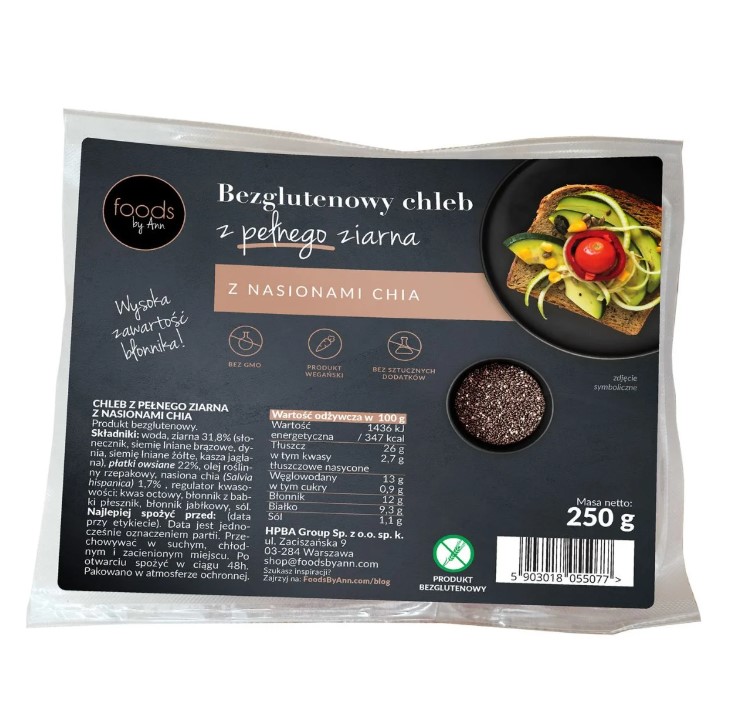 foods
by Ann
Bezglutenowy chleb
z pełnego ziarna
Z NASIONAMI CHIA
Wysoka
zawartość
błonnika!
BEZ GMO
PRODUKT
WEGAŃSKI
BEZ SZTUCZNYCH
DODATKÓW
zdjęcie
symboliczne
CHLEB Z PEŁNEGO ZIARNA
Z NASIONAMI CHIA
Produkt bezglutenowy.
Składniki: woda, ziarna 31,8% (sło-
necznik, siemię lniane brązowe, dy-
nia, siemię lniane żółte, kasza jagla-
na), płatki owsiane 22%, olej roślin-
ny rzepakowy, nasiona chia (Salvia
hispanica) 1,7% , regulator kwaso-
wości: kwas octowy, błonnik z bab-
ki płesznik, błonnik jabłkowy, sól.
Najlepiej spożyć przed: (data
przy etykiecie). Data jest jedno-
cześnie oznaczeniem partii. Prze-
chowywać w suchym, chłod-
nym i zacienionym miejscu. Po
otwarciu spożyć w ciągu 48h.
Pakowano w atmosferze ochronnej.
Wartość odżywcza w 100 g
Wartość 1436 kJ
energetyczna / 347 kcal
Tłuszcz 26 g
w tym kwasy 2,7 g
tłuszczowe nasycone
Węglowodany 13 g
w tym cukry 0,9 g
Błonnik 12 g
Białko 9,3 g
Sól 1,1 g
HPBA Group Sp. z o.o. sp. k.
ul. Zaciszańska 9
03-284 Warszawa
shop@foodsbyann.com
Szukasz inspiracji?
Zajrzyj na: FoodsByAnn.com/blog
PRODUKT
BEZGLUTENOWY
Masa netto:
250 g
5 903018 055077 >